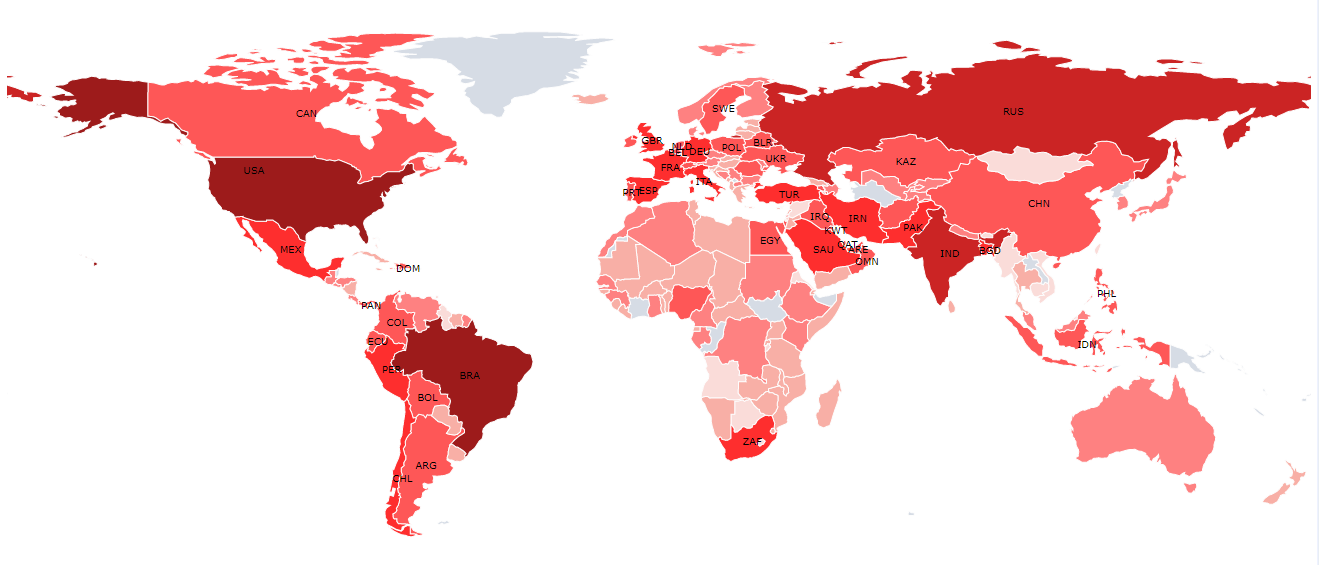 CAN
SWE
RUS
GBR
NLD
BEL
DEU
POL
BLR
UKR
KAZ
FRA
USA
PRT
ESP
ITA
TUR
CHN
IRQ
IRN
PAK
KWT
EGY
QAT
ARE
SAU
MEX
IND
BGD
OMN
DOM
PHL
PAN
COL
ECU
IDN
PER
BRA
BOL
ZAF
ARG
CHL